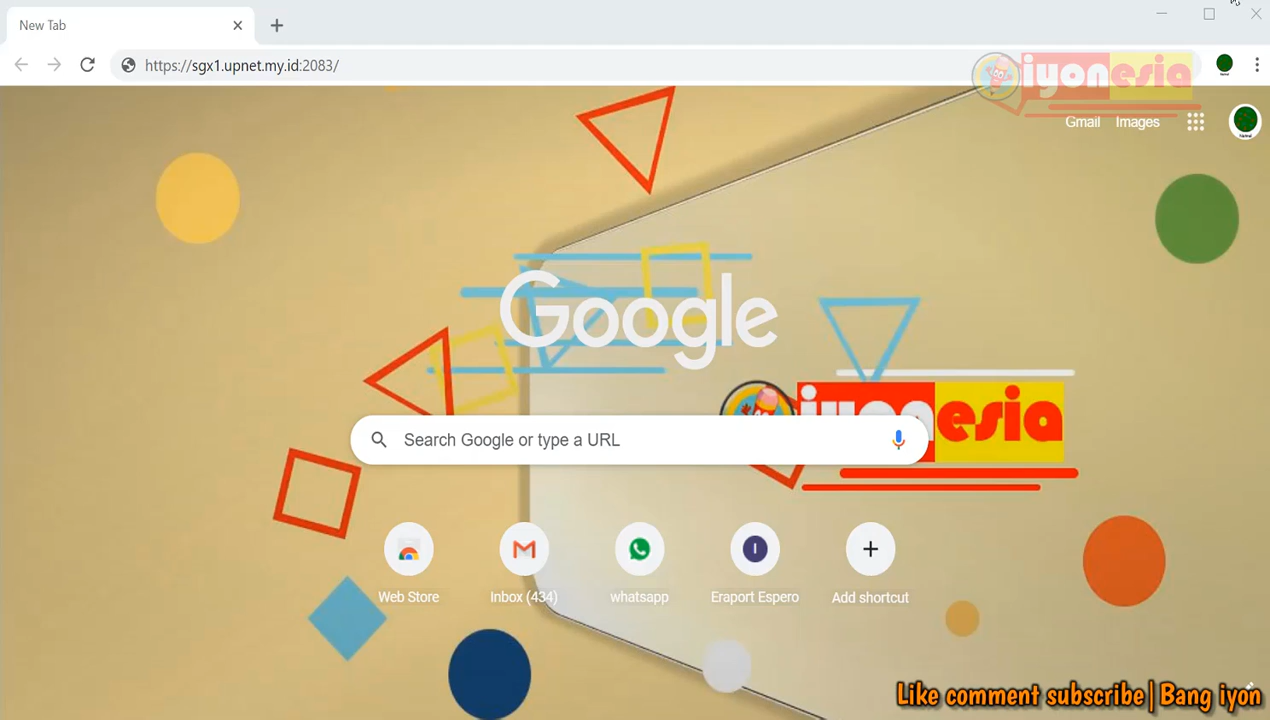 New Tab
https://sgx1.upnet.my.id:2083/
iyonesia
Gmail Images
Google
iyonesia
Search Google or type a URL
I
Web Store
Inbox (434)
whatsapp
Eraport Espero
Add shortcut
Like comment subscribe| Bang iyon